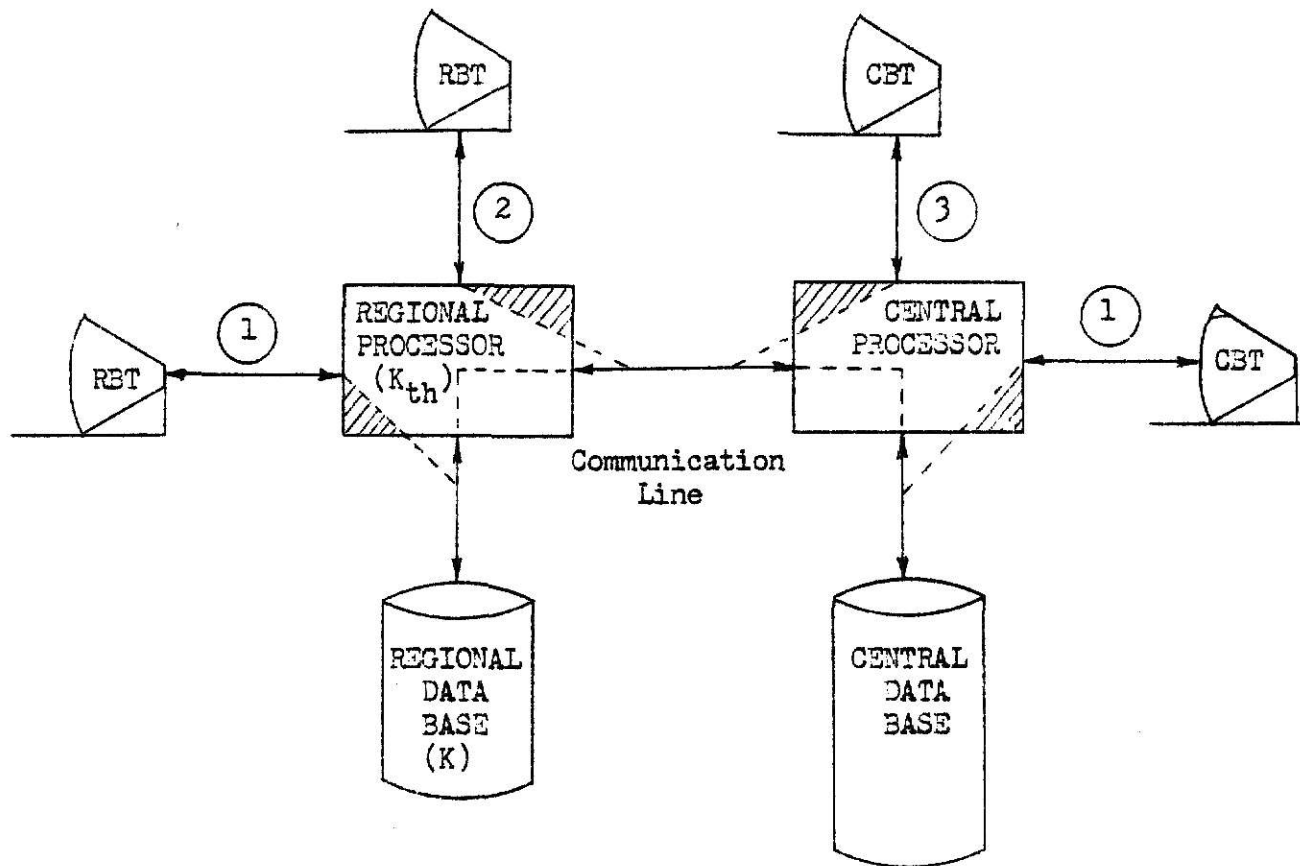 RBT
CBT
2
3
1
REGIONAL
PROCESSOR
(K_th)
RBT
CENTRAL
PROCESSOR
1
CBT
Communication
Line
REGIONAL
DATA
BASE
(K)
CENTRAL
DATA
BASE